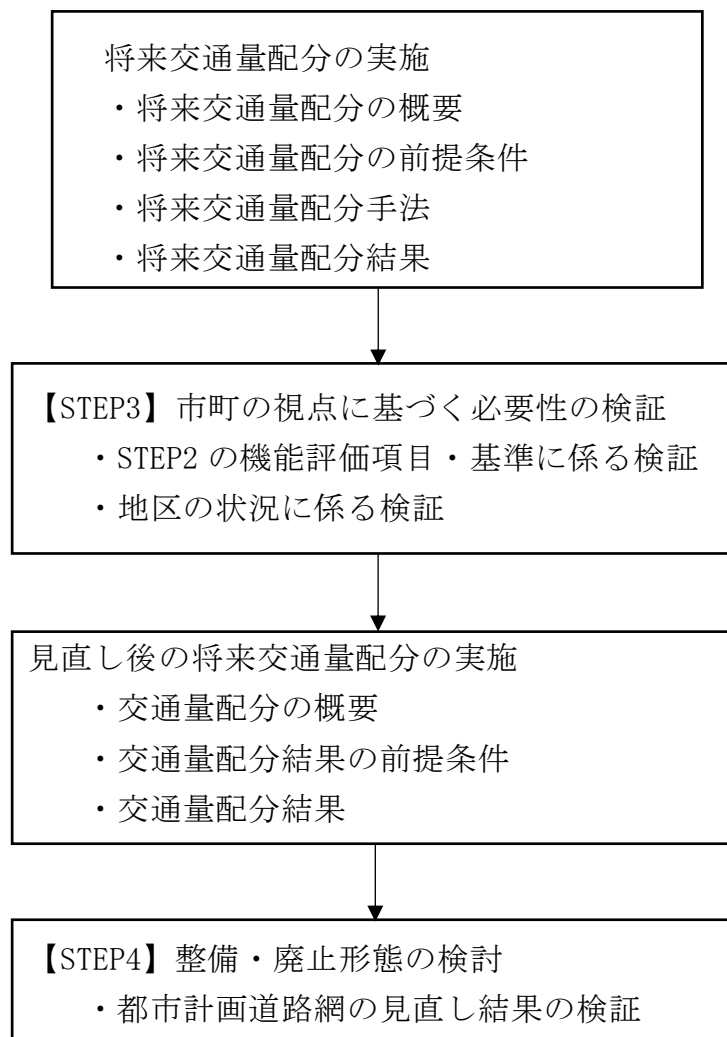 将来交通量配分の実施
・将来交通量配分の概要
・将来交通量配分の前提条件
・将来交通量配分手法
・将来交通量配分結果
【STEP3】市町の視点に基づく必要性の検証
・STEP2 の機能評価項目・基準に係る検証
・地区の状況に係る検証
見直し後の将来交通量配分の実施
・交通量配分の概要
・交通量配分結果の前提条件
・交通量配分結果
【STEP4】整備・廃止形態の検討
・都市計画道路網の見直し結果の検証